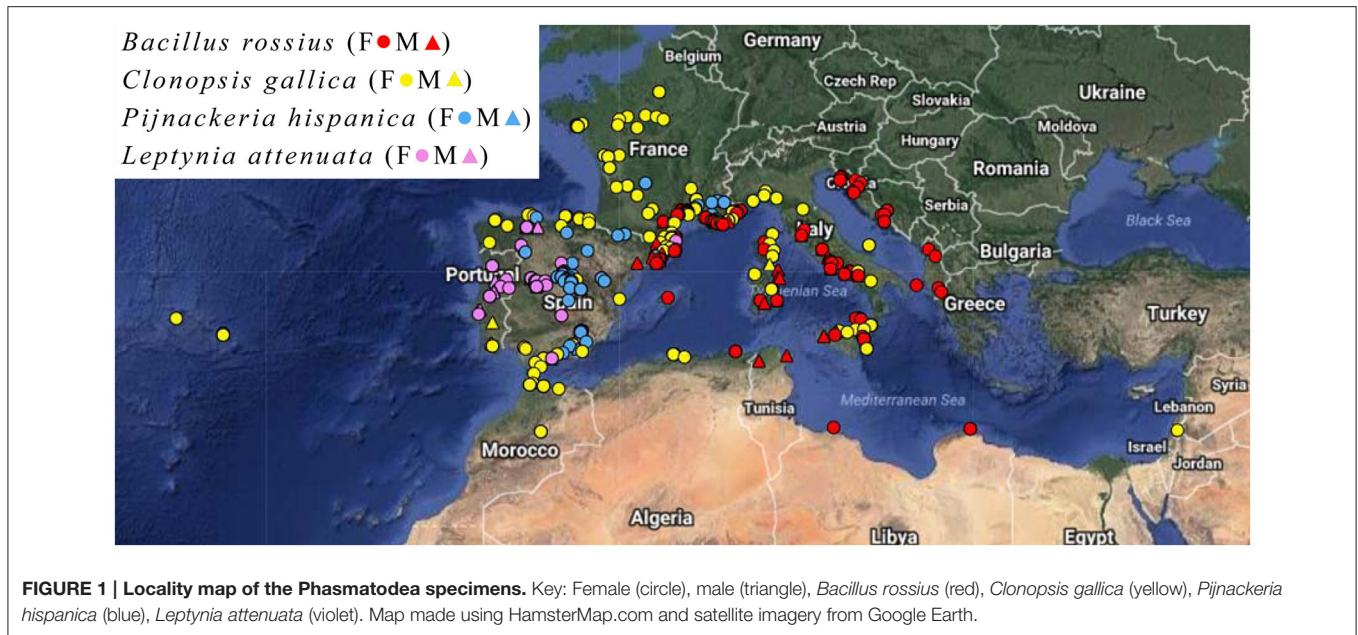 Bacillus rossius (F●M▲)
Clonopsis gallica (F●M▲)
Pijnackeria hispanica (F●M▲)
Leptynia attenuata (F●M▲)
Germany
Belgium
Czech Rep
Slovakia
Ukraine
Austria
Hungary
Moldova
France
Romania
Serbia
Black Sea
Italy
Bulgaria
Portugal
Spain
Tyrrhenian Sea
Greece
Turkey
Syria
Tunisia
Mediterranean Sea
Lebanon
Morocco
Israel
Jordan
Algeria
Libya
Egypt
FIGURE 1 | Locality map of the Phasmatodea specimens. Key: Female (circle), male (triangle), Bacillus rossius (red), Clonopsis gallica (yellow), Pijnackeria
hispanica (blue), Leptynia attenuata (violet). Map made using HamsterMap.com and satellite imagery from Google Earth.